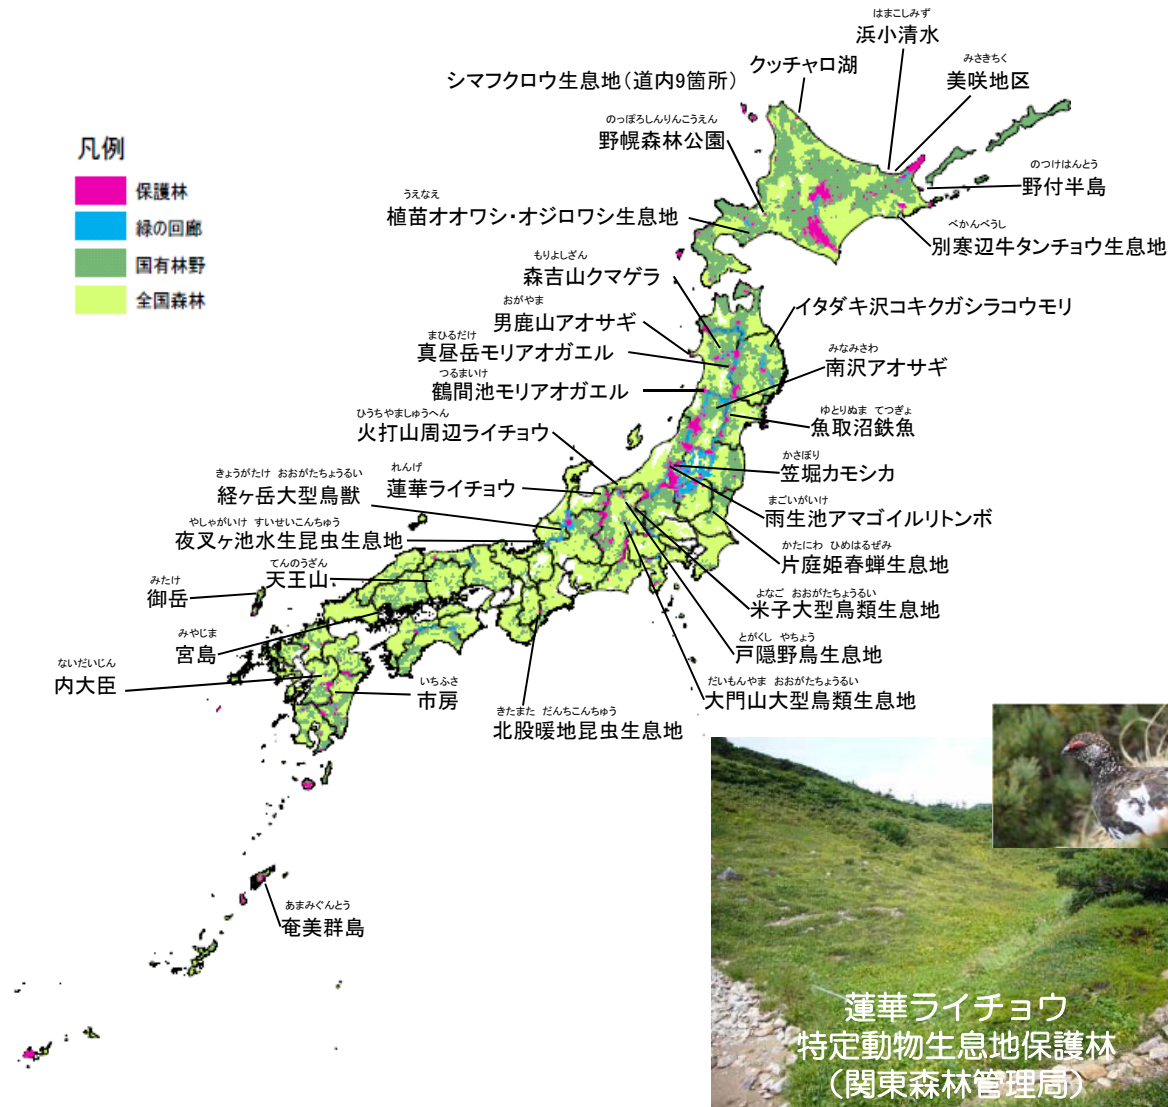 はまこしみず
浜小清水
みさきちく
美咲地区
クッチャロ湖
シマフクロウ生息地（道内9箇所）
のっぽろしんりんこうえん
野幌森林公園
のつけはんとう
野付半島
うえなえ
植苗オオワシ・オジロワシ生息地
べかんべうし
別寒辺牛タンチョウ生息地
凡例
保護林
緑の回廊
国有林野
全国森林
もりよしざん
森吉山クマゲラ
おがやま
男鹿山アオサギ
イタダキ沢コキクガシラコウモリ
まひるだけ
真昼岳モリアオガエル
みなみさわ
南沢アオサギ
つるまいけ
鶴間池モリアオガエル
ゆとりぬま てつぎょ
魚取沼鉄魚
ひうちやましゅうへん
火打山周辺ライチョウ
かさぼり
笠堀カモシカ
れんげ
蓮華ライチョウ
きょうがたけ おおがたちょうるい
経ヶ岳大型鳥獣
まごいがいけ
雨生池アマゴイルリトンボ
やしゃがいけ すいせいこんちゅう
夜叉ヶ池水生昆虫生息地
かたにわ ひめはるぜみ
片庭姫春蝉生息地
てんのうざん
天王山
みたけ
御岳
よなご おおがたちょうるい
米子大型鳥類生息地
みやじま
宮島
とがくし やちょう
戸隠野鳥生息地
ないだいじん
内大臣
いちふさ
市房
だいもんやま おおがたちょうるい
大門山大型鳥類生息地
きたまた だんちこんちゅう
北股暖地昆虫生息地
あまみぐんとう
奄美群島
蓮華ライチョウ
特定動物生息地保護林
（関東森林管理局）